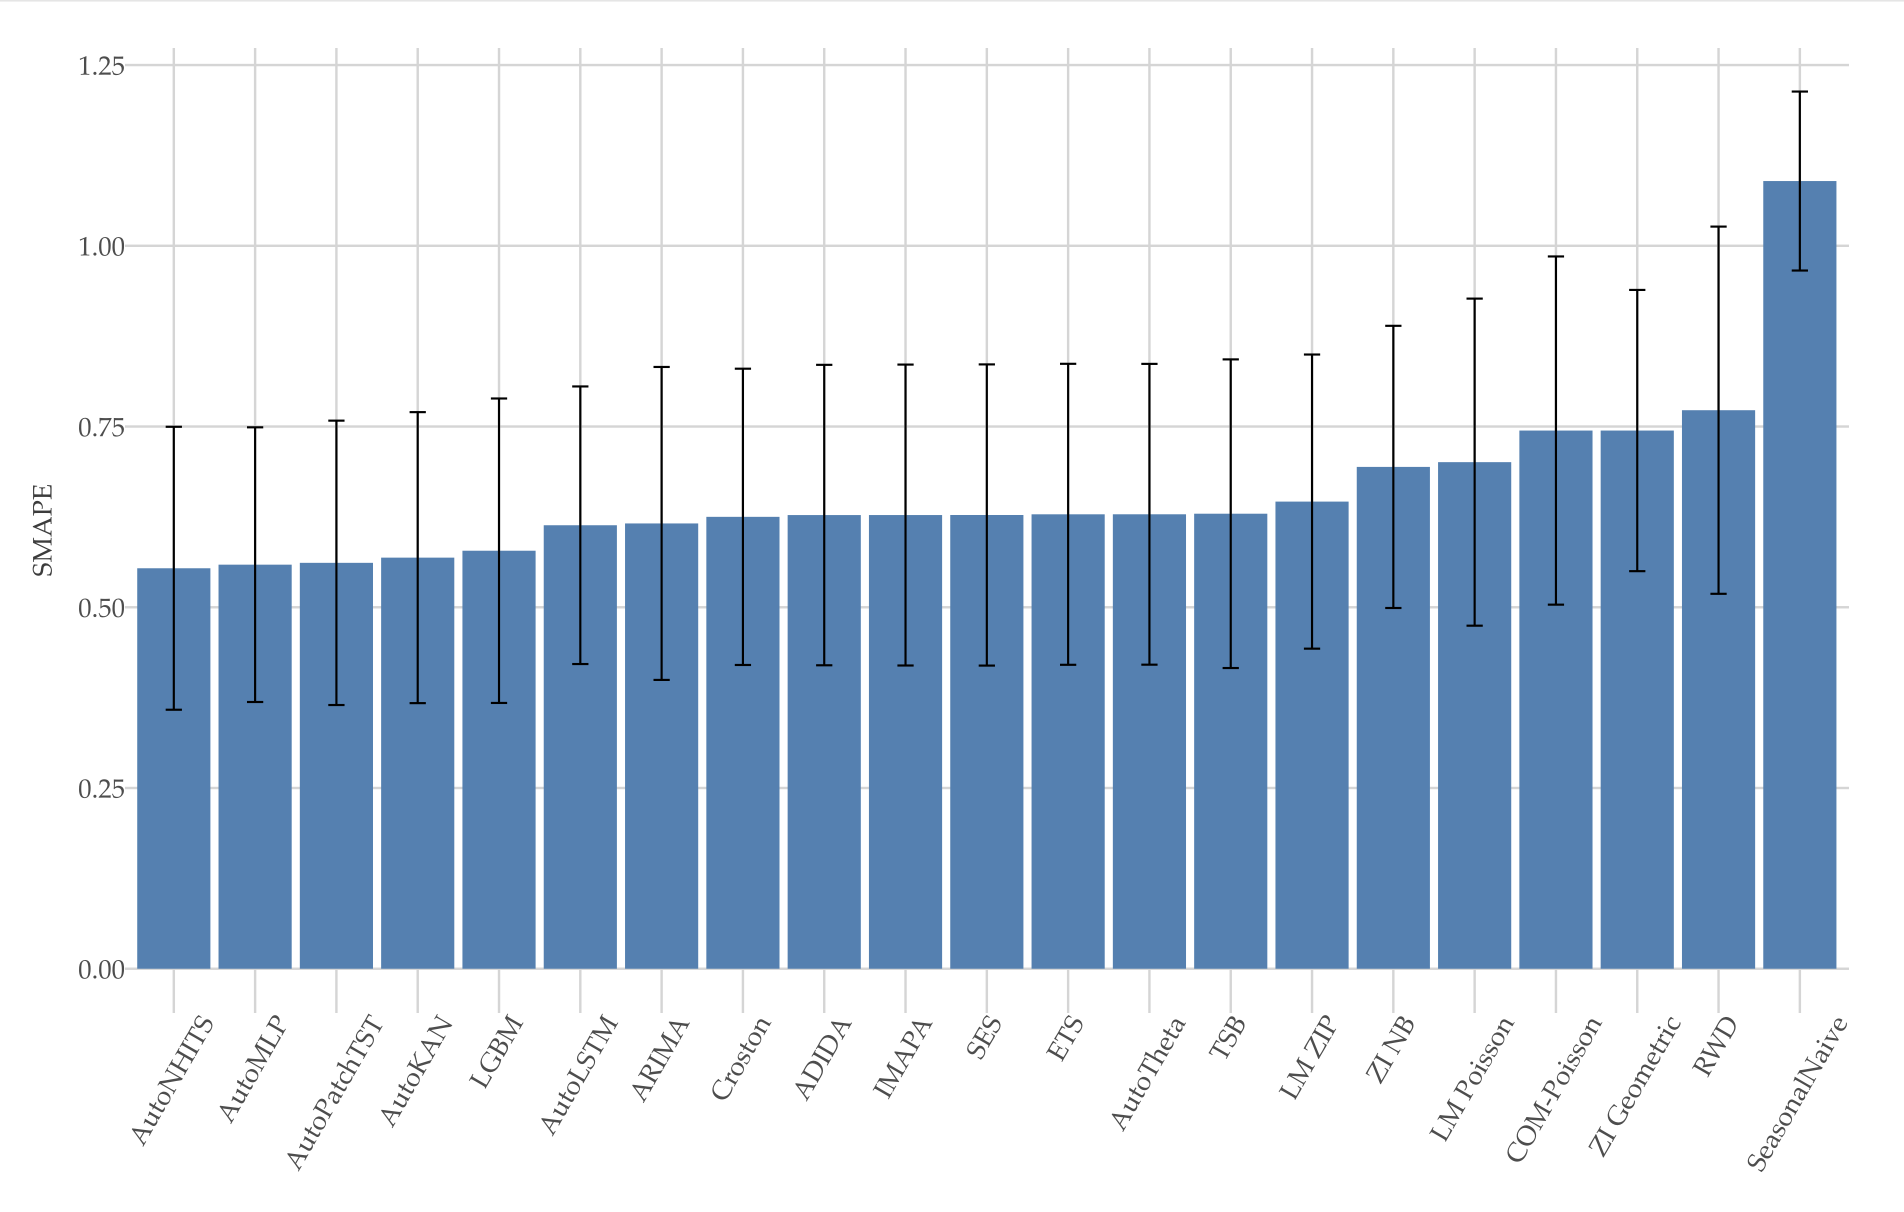 1.25
1.00
0.75
0.50
0.25
0.00
SMAPE
AutoNHITS
AutoMLP
AutoPatchTST
AutoKAN
LGBM
AutoLSTM
ARIMA
Croston
ADIDA
IMAPA
SES
ETS
AutoTheta
TSB
LM ZIP
ZI NB
LM Poisson
COM-Poisson
ZI Geometric
RWD
SeasonalNaive